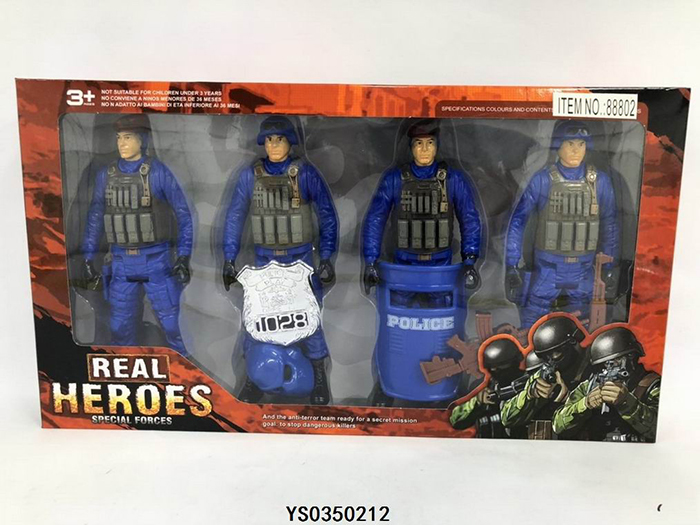 3+
NOT SUITABLE FOR CHILDREN UNDER 3 YEARS
NO CONVIENE A NINOS MENORES DE 36 MESES
NO N ADATTO AI BAMBINI DI ETA INFERIORE AI 36 MESI
SPECIFICATIONS COLOURS AND CONTENT
ITEM NO.:88802
1028
POLICE
REAL
HEROES
SPECIAL FORCES
And the anti-terror team ready for a secret mission
goal .to stop dangerous killers
YS0350212